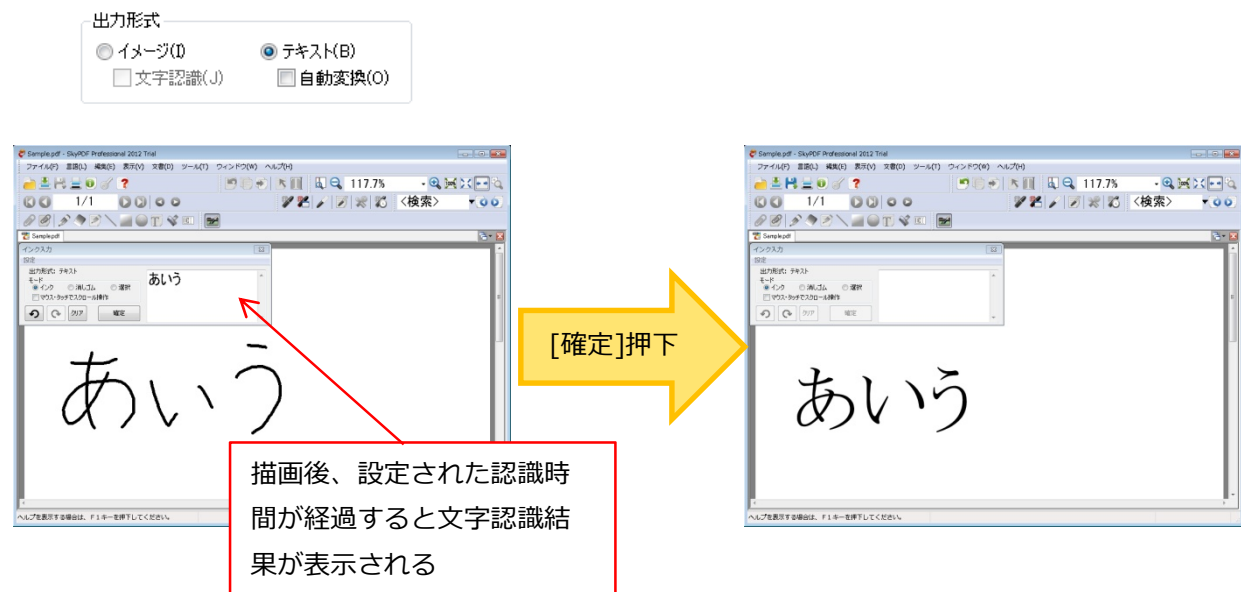 出力形式
イメージ(I) テキスト(B)
文字認識(J) 自動変換(O)
Sample.pdf - SkyPDF Professional 2012 Trial
ファイル(F) 言語(L) 編集(E) 表示(V) 文書(D) ツール(T) ウィンドウ(W) ヘルプ(H)
117.7%
1/1 <検索>
Sample.pdf
インク入力
設定
出力形式: テキスト
モード
インク 消しゴム 選択
マウス・タッチでスクロール操作
クリア 確定
あいう
あいう
ヘルプを表示する場合は、F1キーを押下してください。
描画後、設定された認識時
間が経過すると文字認識結
果が表示される
[確定]押下
Sample.pdf - SkyPDF Professional 2012 Trial
ファイル(F) 言語(L) 編集(E) 表示(V) 文書(D) ツール(T) ウィンドウ(W) ヘルプ(H)
117.7%
1/1 <検索>
Sample.pdf
インク入力
設定
出力形式: テキスト
モード
インク 消しゴム 選択
マウス・タッチでスクロール操作
クリア 確定
あいう
ヘルプを表示する場合は、F1キーを押下してください。